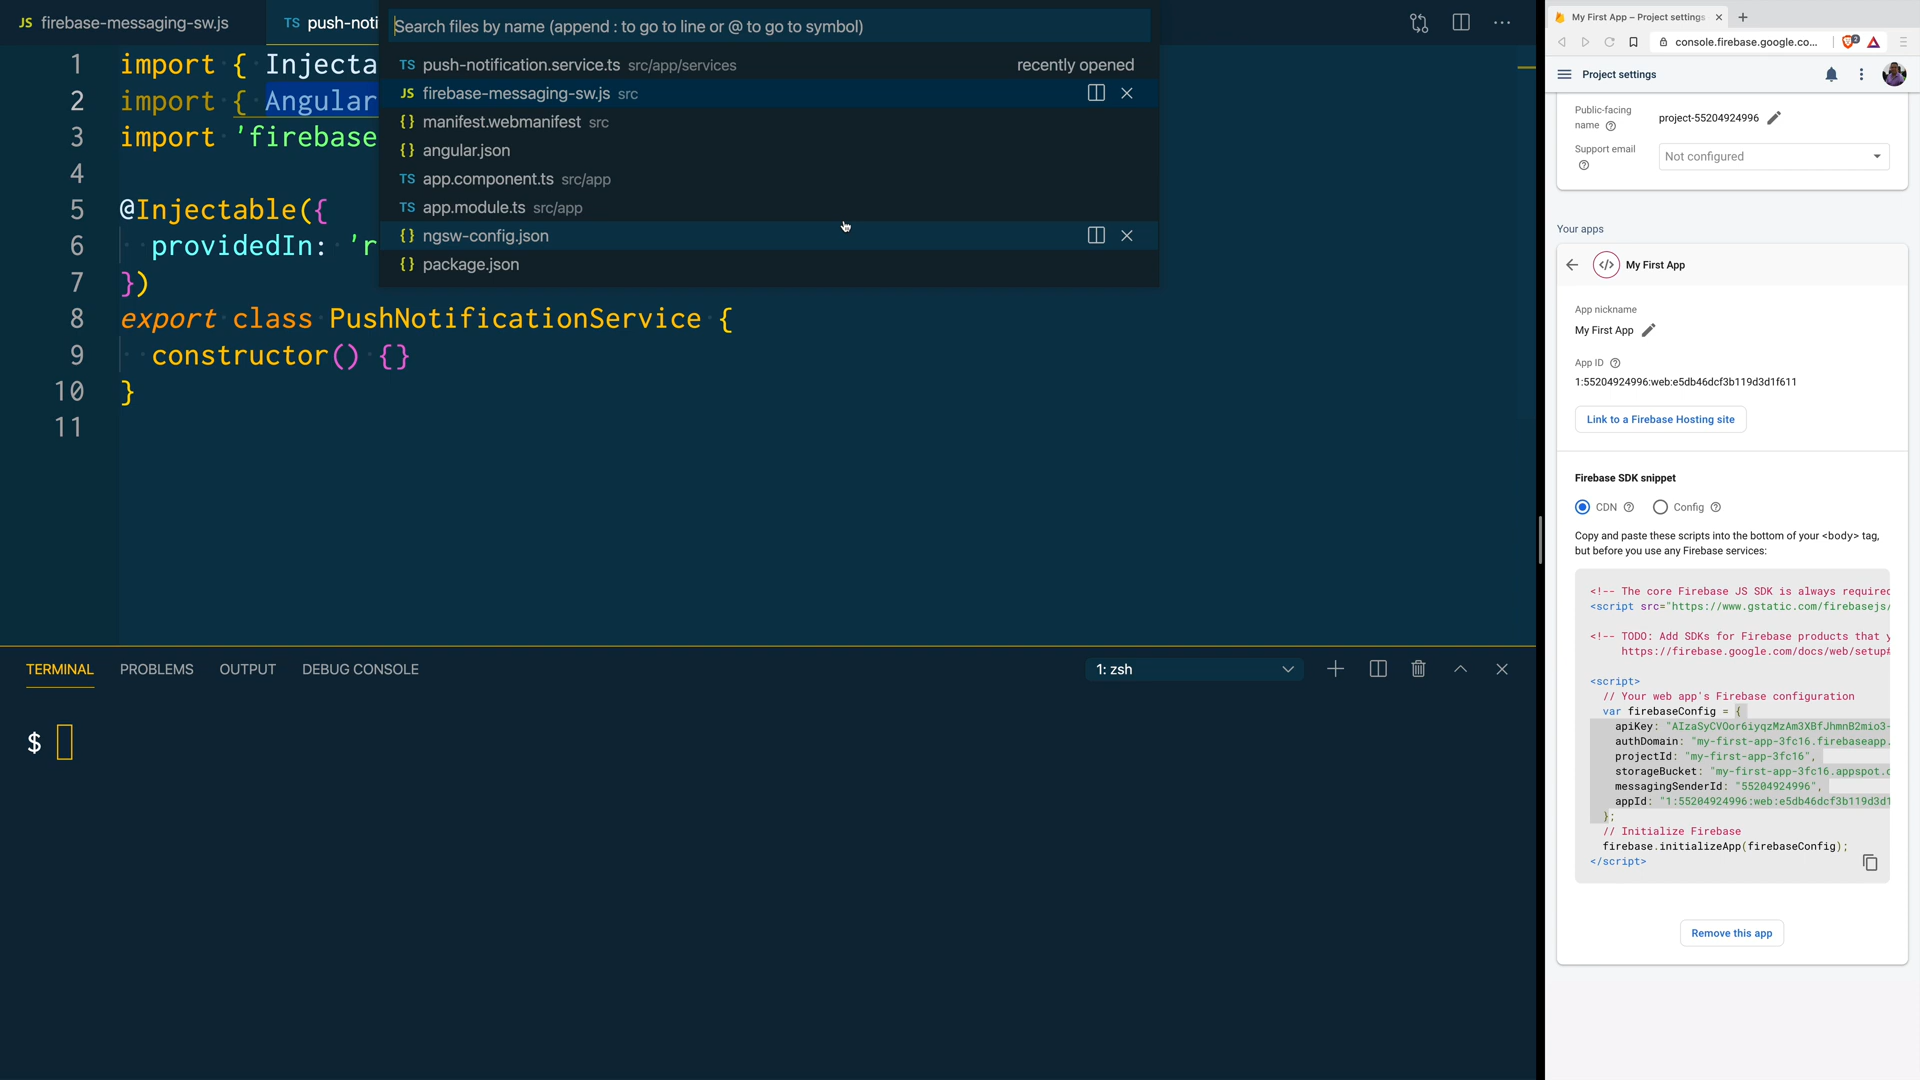 JS firebase-messaging-sw.js
TS push-noti
Search files by name (append : to go to line or @ to go to symbol)
TS push-notification.service.ts src/app/services recently opened
JS firebase-messaging-sw.js src
{} manifest.webmanifest src
{} angular.json
TS app.component.ts src/app
TS app.module.ts src/app
{} ngsw-config.json
{} package.json
1 import { Injecta
2 import { Angular
3 import 'firebase
4
5 @Injectable({
6 providedIn: 'r
7 })
8 export class PushNotificationService {
9 constructor() {}
10 }
11
TERMINAL PROBLEMS OUTPUT DEBUG CONSOLE
1: zsh
$
My First App – Project settings
console.firebase.google.co...
2
Project settings
Public-facing
name
project-55204924996
Support email
Not configured
Your apps
My First App
App nickname
My First App
App ID
1:55204924996:web:e5db46dcf3b119d3d1f611
Link to a Firebase Hosting site
Firebase SDK snippet
CDN Config
Copy and paste these scripts into the bottom of your <body> tag,
but before you use any Firebase services:
<!-- The core Firebase JS SDK is always required
<script src="https://www.gstatic.com/firebasejs/
<!-- TODO: Add SDKs for Firebase products that y
https://firebase.google.com/docs/web/setup#
<script>
// Your web app's Firebase configuration
var firebaseConfig = {
apiKey: "AIzaSyCVOor6iyqzMzAm3XBfJhmnB2mio3-
authDomain: "my-first-app-3fc16.firebaseapp.
projectId: "my-first-app-3fc16",
storageBucket: "my-first-app-3fc16.appspot.c
messagingSenderId: "55204924996",
appId: "1:55204924996:web:e5db46dcf3b119d3d1
};
// Initialize Firebase
firebase.initializeApp(firebaseConfig);
</script>
Remove this app